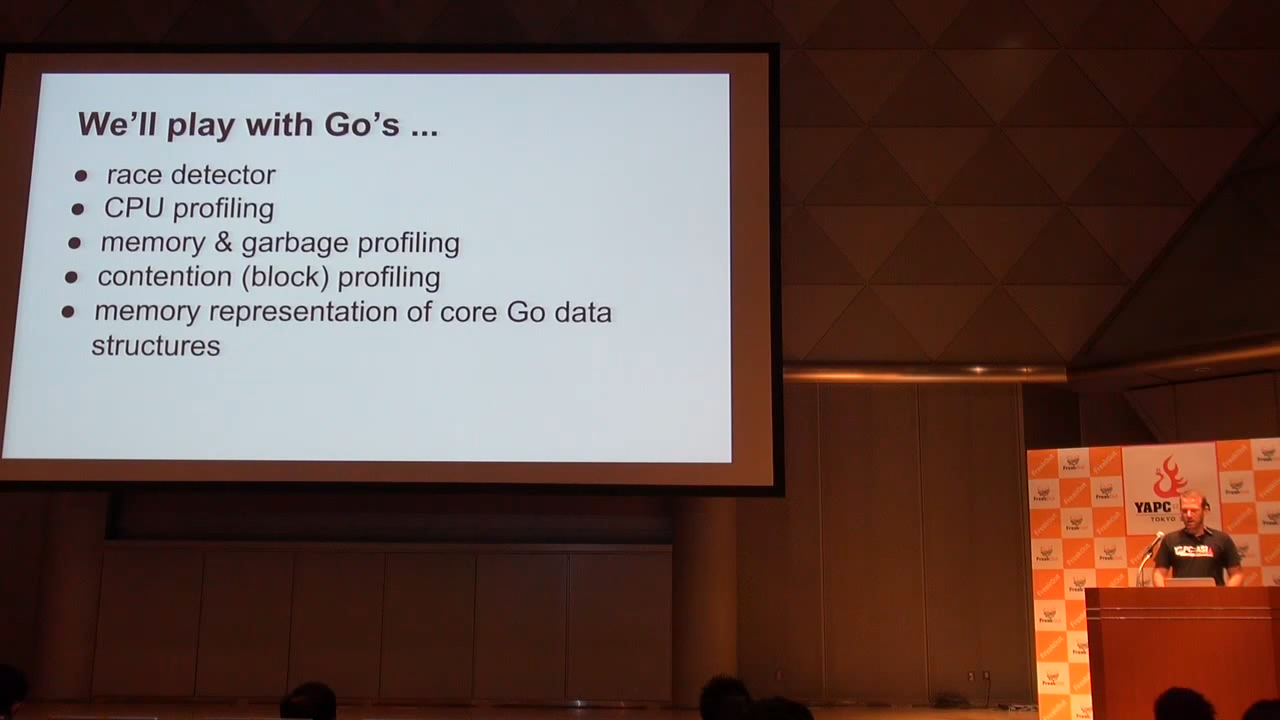 We'll play with Go's ...
● race detector
● CPU profiling
● memory & garbage profiling
● contention (block) profiling
● memory representation of core Go data
structures
YAPC
TOKYO
FreakOut